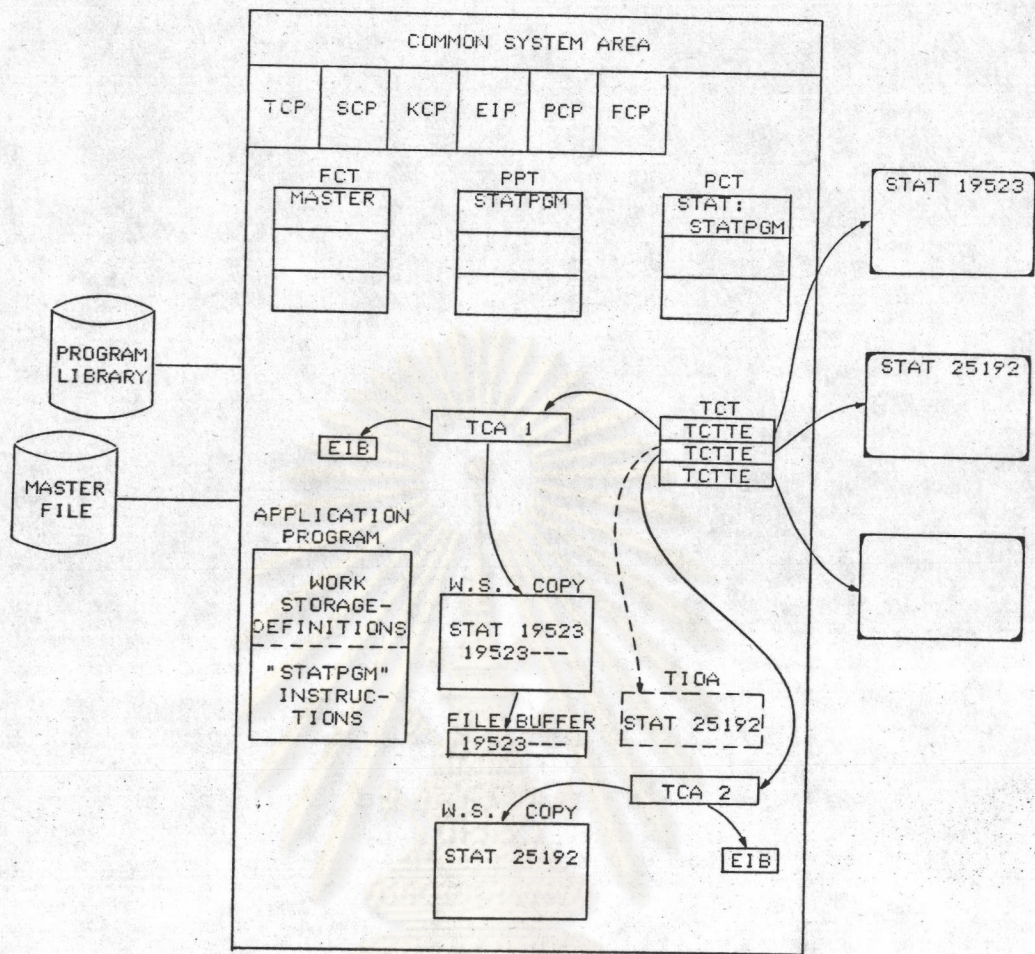 COMMON SYSTEM AREA
TCP SCP KCP EIP PCP FCP
FCT
MASTER
PPT
STATPGM
PCT
STAT:
STATPGM
STAT 19523
PROGRAM
LIBRARY
STAT 25192
MASTER
FILE
TCA 1
EIB
TCT
TCTTE
TCTTE
TCTTE
APPLICATION
PROGRAM
WORK
STORAGE-
DEFINITIONS
"STATPGM"
INSTRUC-
TIONS
W.S. COPY
STAT 19523
19523---
FILE BUFFER
19523---
TIOA
STAT 25192
TCA 2
EIB
W.S. COPY
STAT 25192